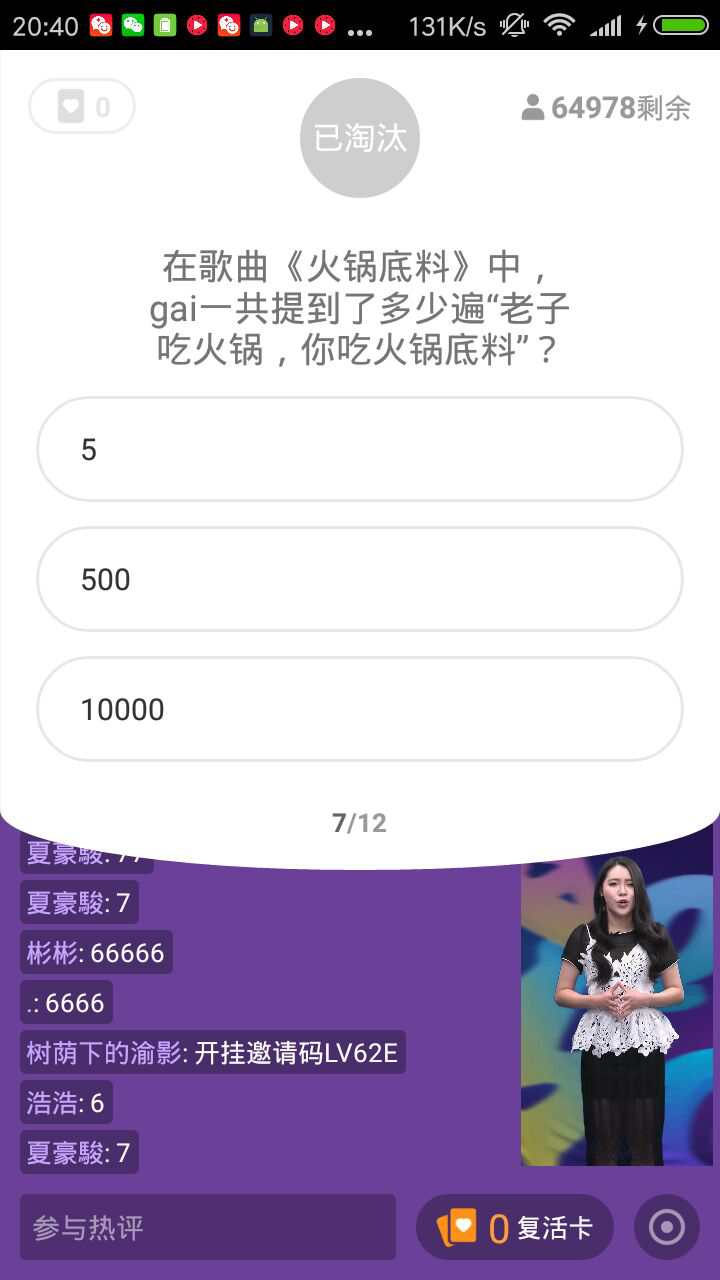 20:40
131K/s
0
已淘汰
64978剩余
在歌曲《火锅底料》中，
gai一共提到了多少遍“老子
吃火锅，你吃火锅底料”？
5
500
10000
7/12
夏豪駿: 77
夏豪駿: 7
彬彬: 66666
.: 6666
树荫下的渝影: 开挂邀请码LV62E
浩浩: 6
夏豪駿: 7
参与热评
0 复活卡